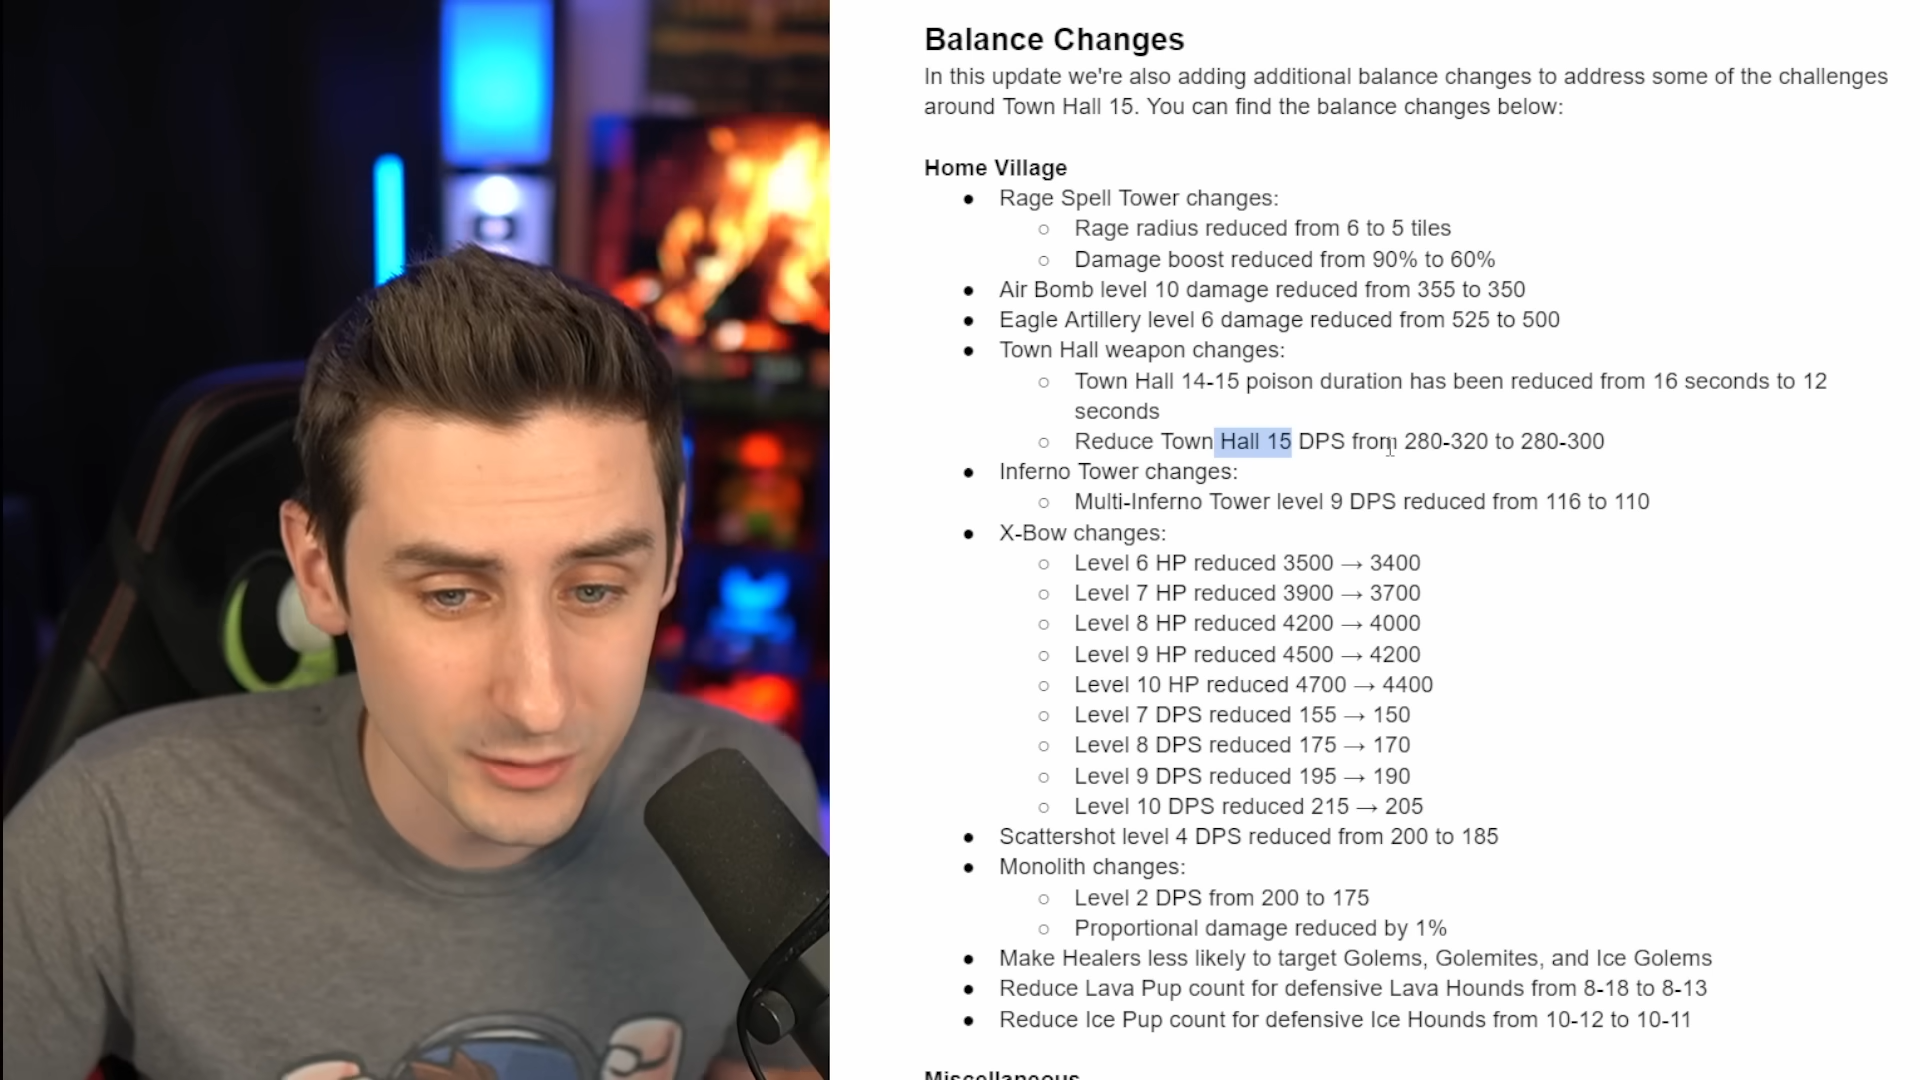 Balance Changes
In this update we're also adding additional balance changes to address some of the challenges
around Town Hall 15. You can find the balance changes below:
Home Village
● Rage Spell Tower changes:
○ Rage radius reduced from 6 to 5 tiles
○ Damage boost reduced from 90% to 60%
● Air Bomb level 10 damage reduced from 355 to 350
● Eagle Artillery level 6 damage reduced from 525 to 500
● Town Hall weapon changes:
○ Town Hall 14-15 poison duration has been reduced from 16 seconds to 12
seconds
○ Reduce Town Hall 15 DPS from 280-320 to 280-300
● Inferno Tower changes:
○ Multi-Inferno Tower level 9 DPS reduced from 116 to 110
● X-Bow changes:
○ Level 6 HP reduced 3500 → 3400
○ Level 7 HP reduced 3900 → 3700
○ Level 8 HP reduced 4200 → 4000
○ Level 9 HP reduced 4500 → 4200
○ Level 10 HP reduced 4700 → 4400
○ Level 7 DPS reduced 155 → 150
○ Level 8 DPS reduced 175 → 170
○ Level 9 DPS reduced 195 → 190
○ Level 10 DPS reduced 215 → 205
● Scattershot level 4 DPS reduced from 200 to 185
● Monolith changes:
○ Level 2 DPS from 200 to 175
○ Proportional damage reduced by 1%
● Make Healers less likely to target Golems, Golemites, and Ice Golems
● Reduce Lava Pup count for defensive Lava Hounds from 8-18 to 8-13
● Reduce Ice Pup count for defensive Ice Hounds from 10-12 to 10-11
Miscellaneous